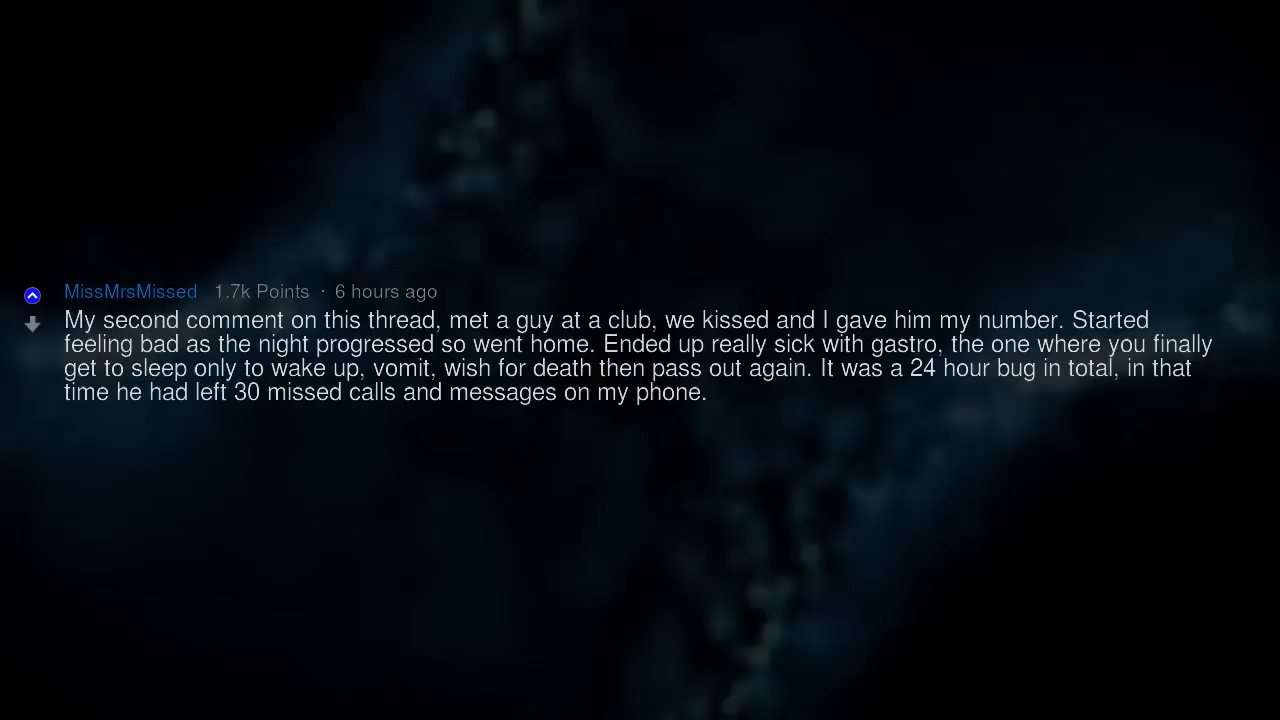 MissMrsMissed 1.7k Points · 6 hours ago
My second comment on this thread, met a guy at a club, we kissed and I gave him my number. Started
feeling bad as the night progressed so went home. Ended up really sick with gastro, the one where you finally
get to sleep only to wake up, vomit, wish for death then pass out again. It was a 24 hour bug in total, in that
time he had left 30 missed calls and messages on my phone.